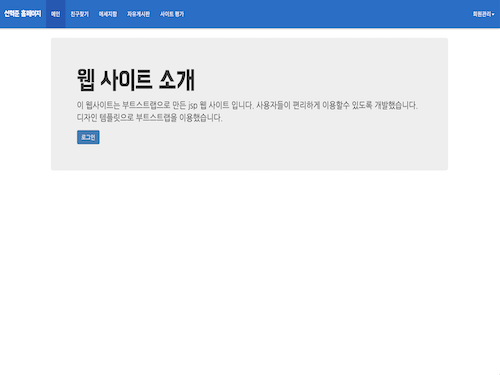 선혁준 홈페이지
메인
친구찾기
메세지함
자유게시판
사이트 평가
회원관리
웹 사이트 소개
이 웹사이트는 부트스트랩으로 만든 jsp 웹 사이트 입니다. 사용자들이 편리하게 이용할수 있도록 개발했습니다.
디자인 템플릿으로 부트스트랩을 이용했습니다.
로그인